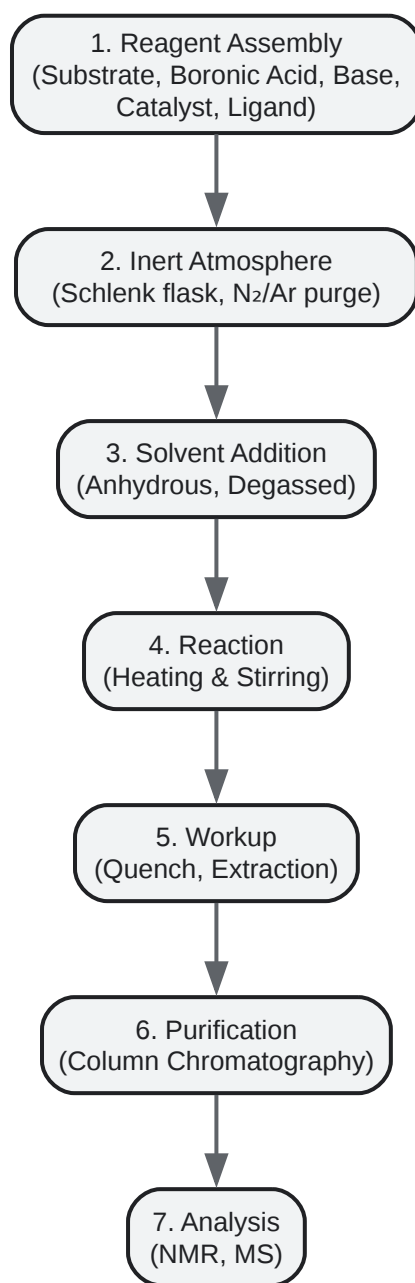 1. Reagent Assembly
(Substrate, Boronic Acid, Base,
Catalyst, Ligand)
2. Inert Atmosphere
(Schlenk flask, N₂/Ar purge)
3. Solvent Addition
(Anhydrous, Degassed)
4. Reaction
(Heating & Stirring)
5. Workup
(Quench, Extraction)
6. Purification
(Column Chromatography)
7. Analysis
(NMR, MS)